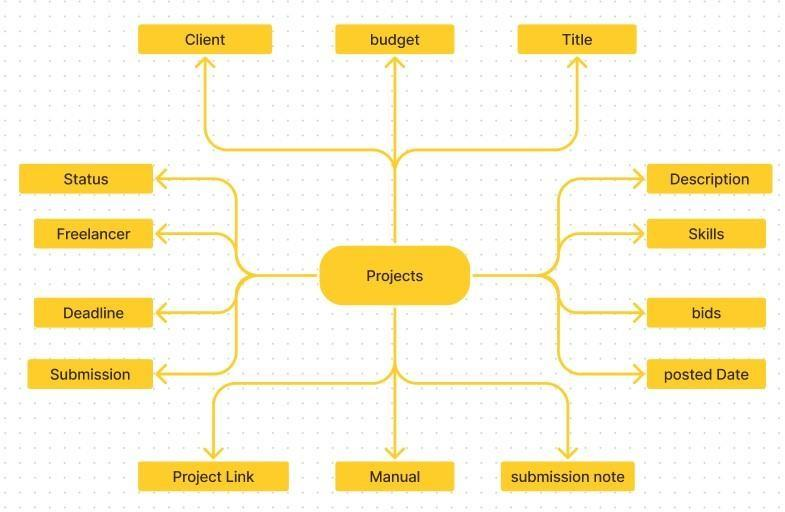 Client
budget
Title
Status
Description
Freelancer
Skills
Projects
Deadline
bids
Submission
posted Date
Project Link
Manual
submission note